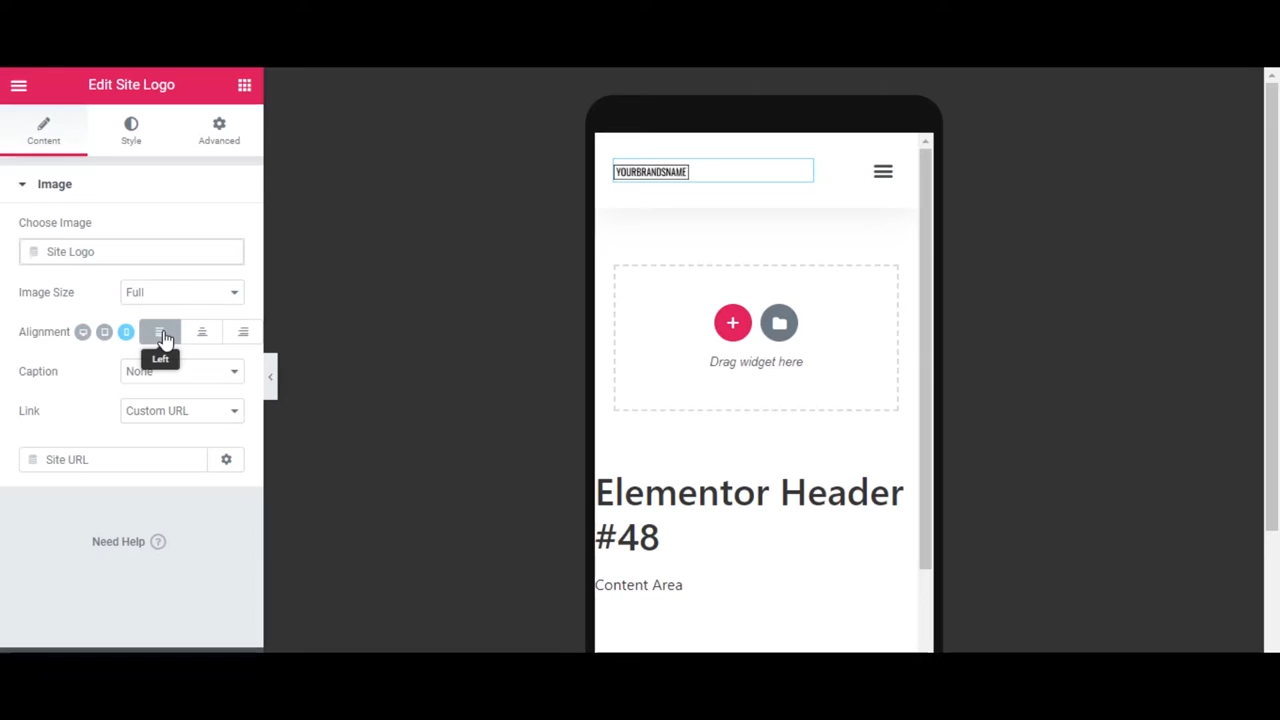 Edit Site Logo
Content
Style
Advanced
Image
Choose Image
Site Logo
Image Size
Full
Alignment
Left
Caption
None
Link
Custom URL
Site URL
Need Help ?
YOURBRANDSNAME
Drag widget here
Elementor Header
#48
Content Area